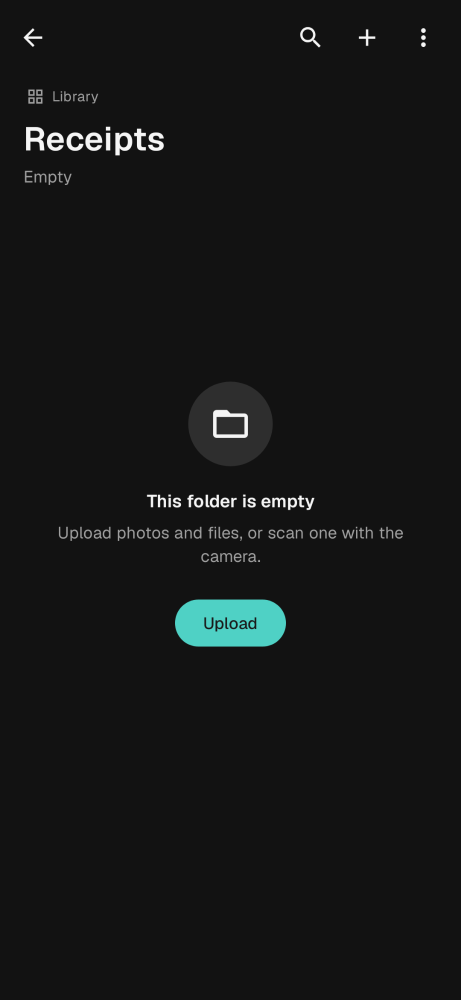 Library
Receipts
Empty
This folder is empty
Upload photos and files, or scan one with the
camera.
Upload